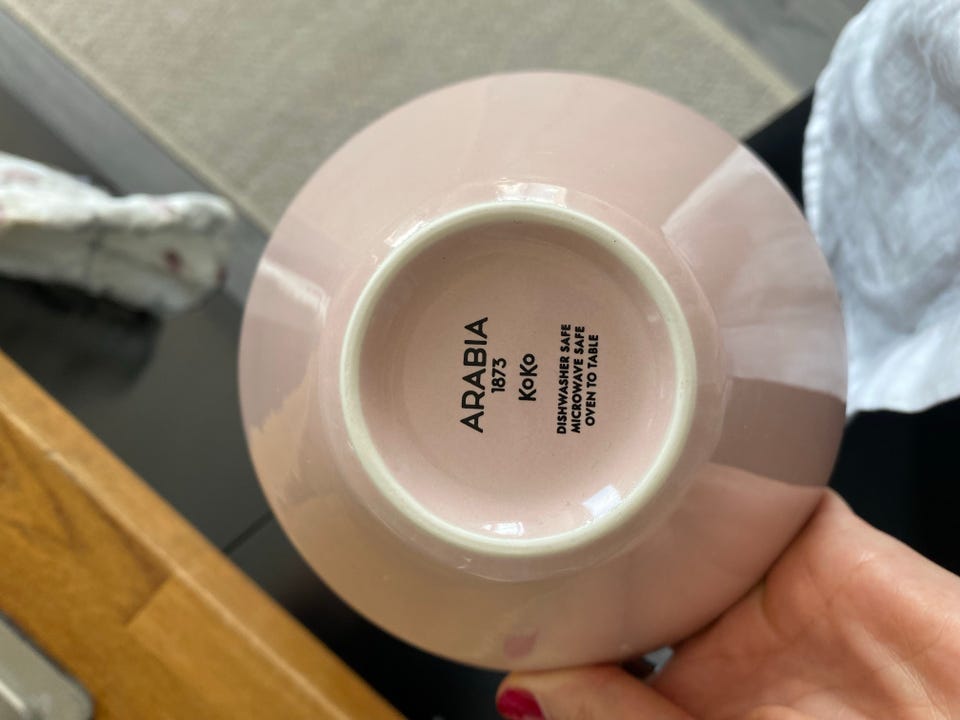 ARABIA
1873
KoKo
DISHWASHER SAFE
MICROWAVE SAFE
OVEN TO TABLE